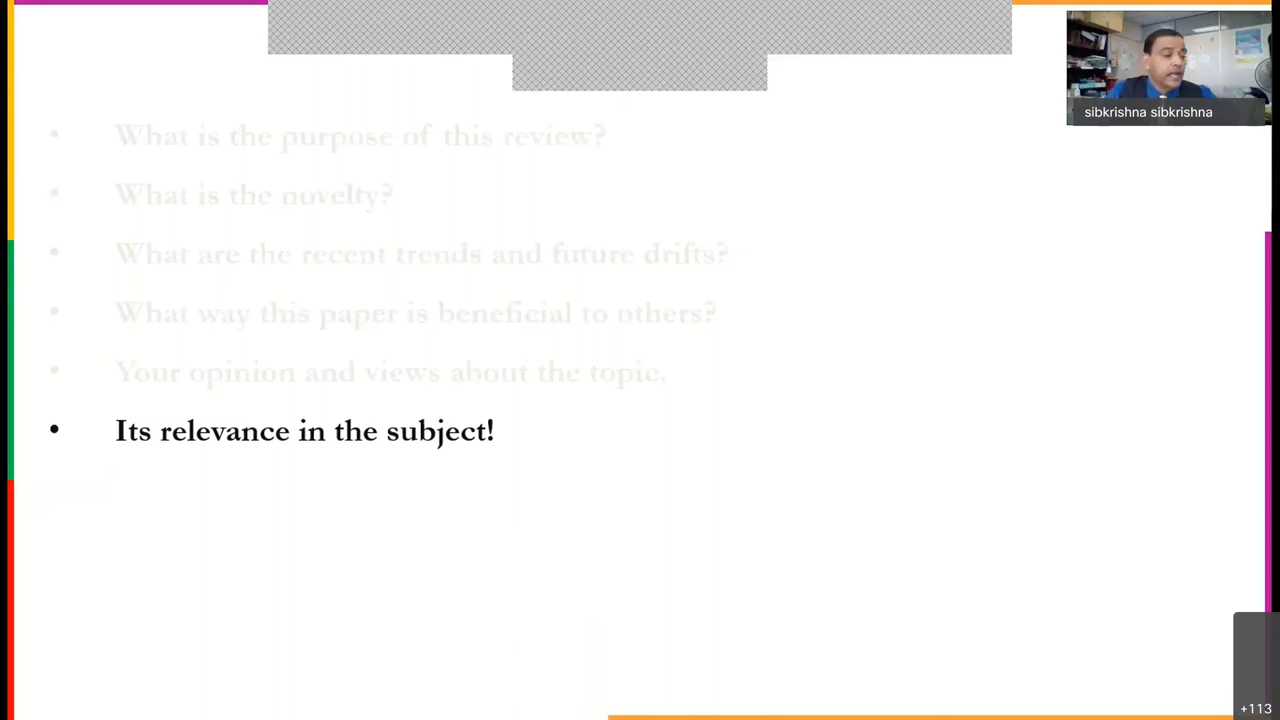 sibkrishna sibkrishna
• What is the purpose of this review?
• What is the novelty?
• What are the recent trends and future drifts?
• What way this paper is beneficial to others?
• Your opinion and views about the topic.
• Its relevance in the subject!
+113